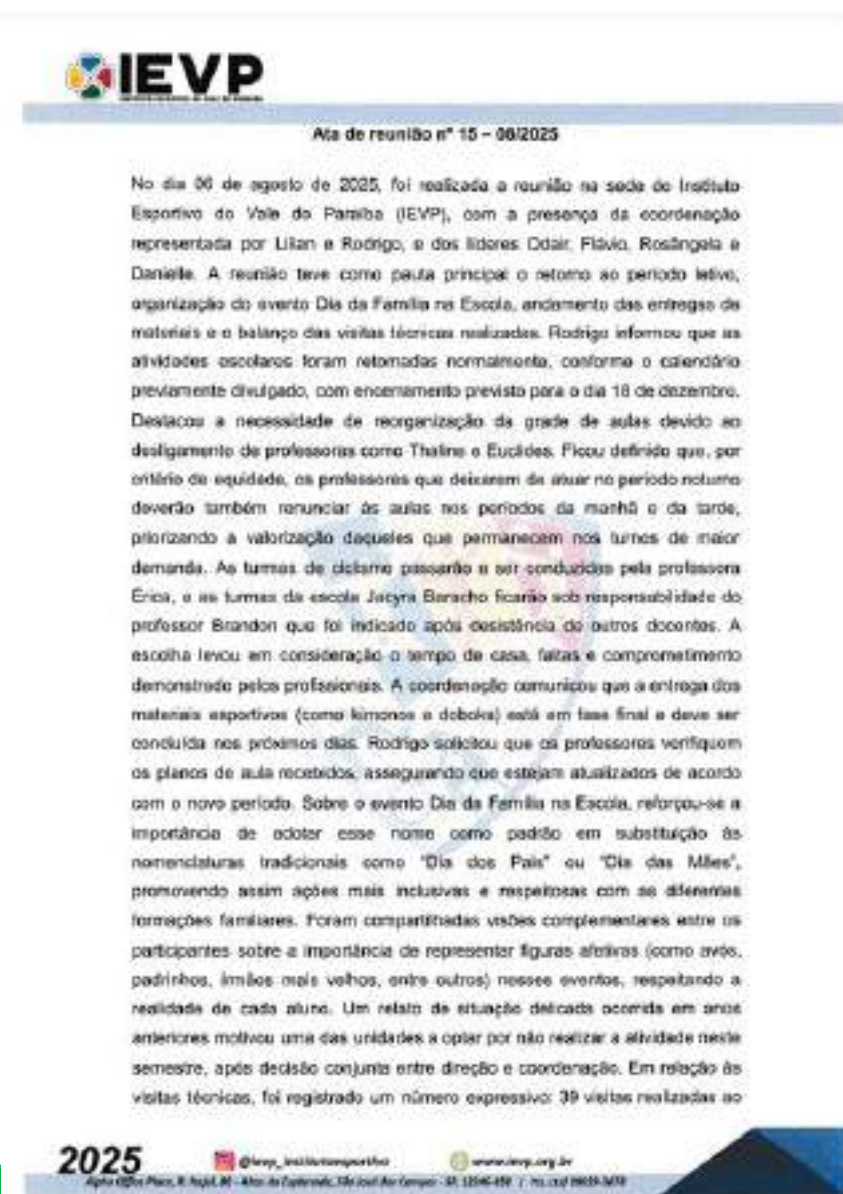 IEVP
Ata de reunião nº 15 – 08/2025
No dia 06 de agosto de 2025, foi realizada a reunião na sede do Instituto
Esportivo do Vale do Paraíba (IEVP), com a presença da coordenação
representada por Lilian e Rodrigo, e dos líderes Odair, Flávio, Rosângela e
Danielle. A reunião teve como pauta principal o retorno ao período letivo,
organização do evento Dia da Família na Escola, andamento das entregas de
materiais e o balanço das visitas técnicas realizadas. Rodrigo informou que as
atividades escolares foram retomadas normalmente, conforme o calendário
previamente divulgado, com encerramento previsto para o dia 18 de dezembro.
Destacou a necessidade de reorganização da grade de aulas devido ao
desligamento de professores como e Euclides. Ficou definido que, por
critério de equidade, os professores que deixarem de atuar no período noturno
deverão também renunciar às aulas nos períodos da manhã e da tarde,
priorizando a valorização daqueles que permanecem nos turnos de maior
demanda. As turmas de ciclismo passarão a ser conduzidas pela professora
Érica, e as turmas da escola Jacyra Baracho ficarão sob responsabilidade do
professor Brandon que foi indicado após desistência de outros docentes. A
escolha levou em consideração o tempo de casa, faltas e comprometimento
demonstrado pelos profissionais. A coordenação comunicou que a entrega dos
materiais esportivos (como kimonos e doboks) está em fase final e deve ser
concluída nos próximos dias. Rodrigo solicitou que os professores verifiquem
os planos de aula recebidos, assegurando que estejam atualizados de acordo
com o novo período. Sobre o evento Dia da Família na Escola, reforçou-se a
importância de adotar esse nome como padrão em substituição às
nomenclaturas tradicionais como "Dia dos Pais" ou "Dia das Mães",
promovendo assim ações mais inclusivas e respeitosas com as diferentes
formações familiares. Foram compartilhadas visões complementares entre os
participantes sobre a importância de representar figuras afetivas (como avós,
padrinhos, irmãos mais velhos, entre outros) nesses eventos, respeitando a
realidade de cada aluno. Um relato de situação delicada ocorrida em anos
anteriores motivou uma das unidades a optar por não realizar a atividade neste
semestre, após decisão conjunta entre direção e coordenação. Em relação às
visitas técnicas, foi registrado um número expressivo: 39 visitas realizadas ao
2025
www.ievp.org.br